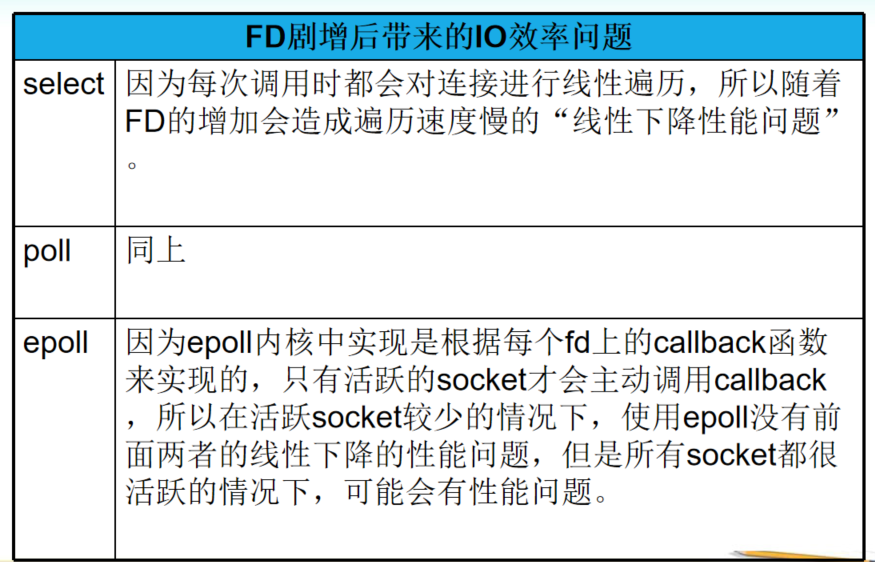 FD剧增后带来的IO效率问题
select
因为每次调用时都会对连接进行线性遍历，所以随着
FD的增加会造成遍历速度慢的“线性下降性能问题”
。
poll
同上
epoll
因为epoll内核中实现是根据每个fd上的callback函数
来实现的，只有活跃的socket才会主动调用callback
，所以在活跃socket较少的情况下，使用epoll没有前
面两者的线性下降的性能问题，但是所有socket都很
活跃的情况下，可能会有性能问题。